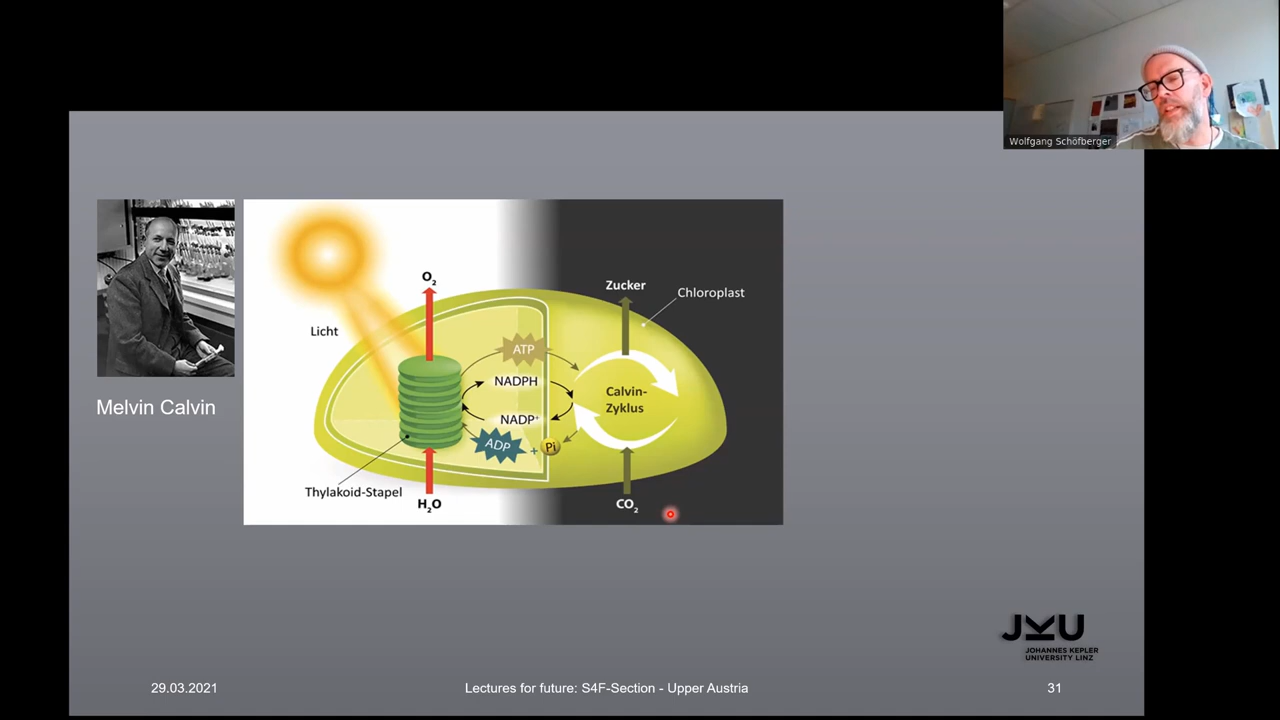 Wolfgang Schöfberger
Melvin Calvin
O₂
Licht
Zucker
Chloroplast
ATP
NADPH
NADP⁺
ADP + Pi
Calvin-
Zyklus
Thylakoid-Stapel
H₂O
CO₂
JKU
JOHANNES KEPLER
UNIVERSITY LINZ
29.03.2021
Lectures for future: S4F-Section - Upper Austria
31